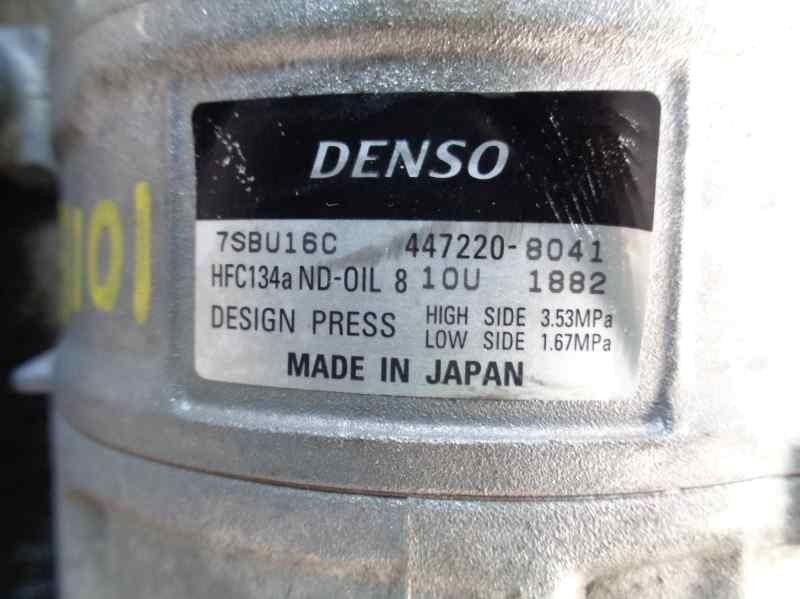 DENSO
7SBU16C 447220-8041
HFC134a ND-OIL 8 10U 1882
DESIGN PRESS HIGH SIDE 3.53MPa
LOW SIDE 1.67MPa
MADE IN JAPAN
1101